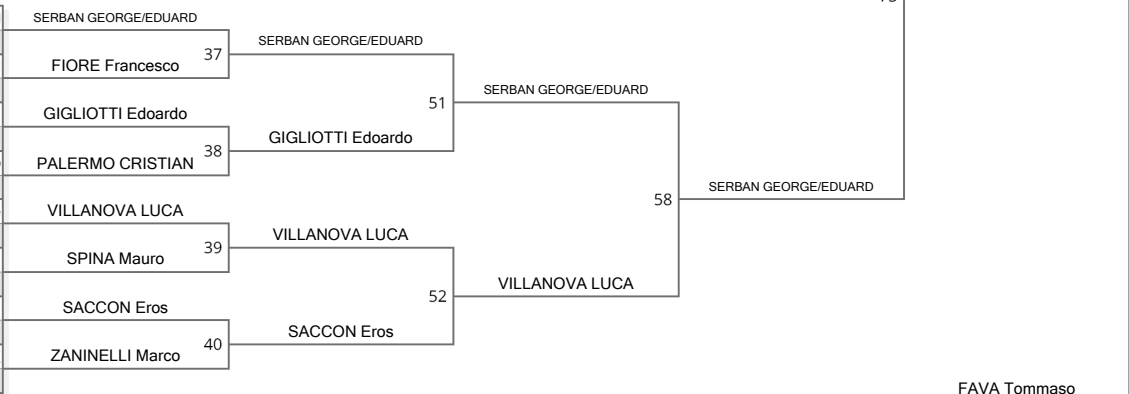 SERBAN GEORGE/EDUARD
FIORE Francesco
37
SERBAN GEORGE/EDUARD
GIGLIOTTI Edoardo
PALERMO CRISTIAN
38
GIGLIOTTI Edoardo
51
SERBAN GEORGE/EDUARD
VILLANOVA LUCA
SPINA Mauro
39
VILLANOVA LUCA
SACCON Eros
ZANINELLI Marco
40
SACCON Eros
52
VILLANOVA LUCA
58
SERBAN GEORGE/EDUARD
FAVA Tommaso